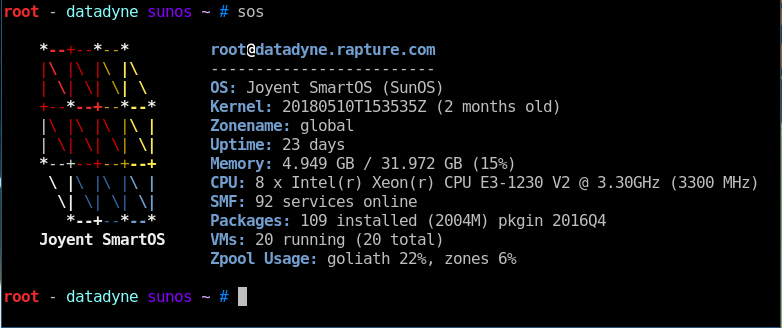 root - datadyne sunos ~ # sos
*--+--*--*
|\ |\ |\ |\
| \| \| \| \
+--*--+--*--*
|\ |\ |\ |\ |
| \| \| \| \|
*--+--+--+--+
\ |\ |\ |\ |
\| \| \| \|
*--+--*--*
Joyent SmartOS
root@datadyne.rapture.com
-------------------------
OS: Joyent SmartOS (SunOS)
Kernel: 20180510T153535Z (2 months old)
Zonename: global
Uptime: 23 days
Memory: 4.949 GB / 31.972 GB (15%)
CPU: 8 x Intel(r) Xeon(r) CPU E3-1230 V2 @ 3.30GHz (3300 MHz)
SMF: 92 services online
Packages: 109 installed (2004M) pkgin 2016Q4
VMs: 20 running (20 total)
Zpool Usage: goliath 22%, zones 6%
root - datadyne sunos ~ #